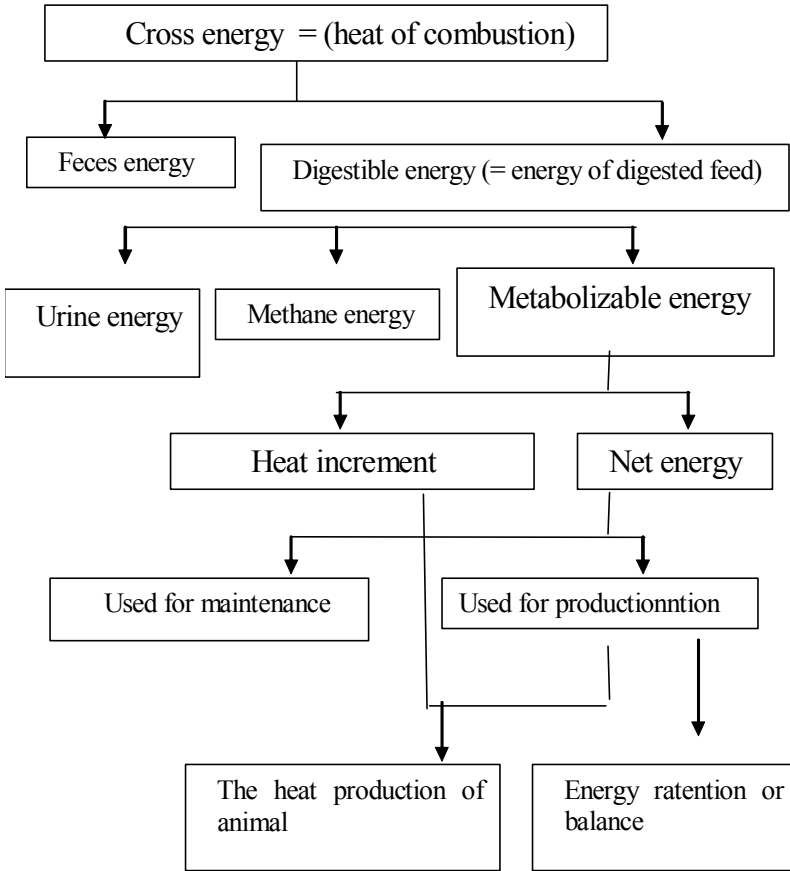 Cross energy = (heat of combustion)
Feces energy
Digestible energy (= energy of digested feed)
Urine energy
Methane energy
Metabolizable energy
Heat increment
Net energy
Used for maintenance
Used for productionntion
The heat production of
animal
Energy ratention or
balance